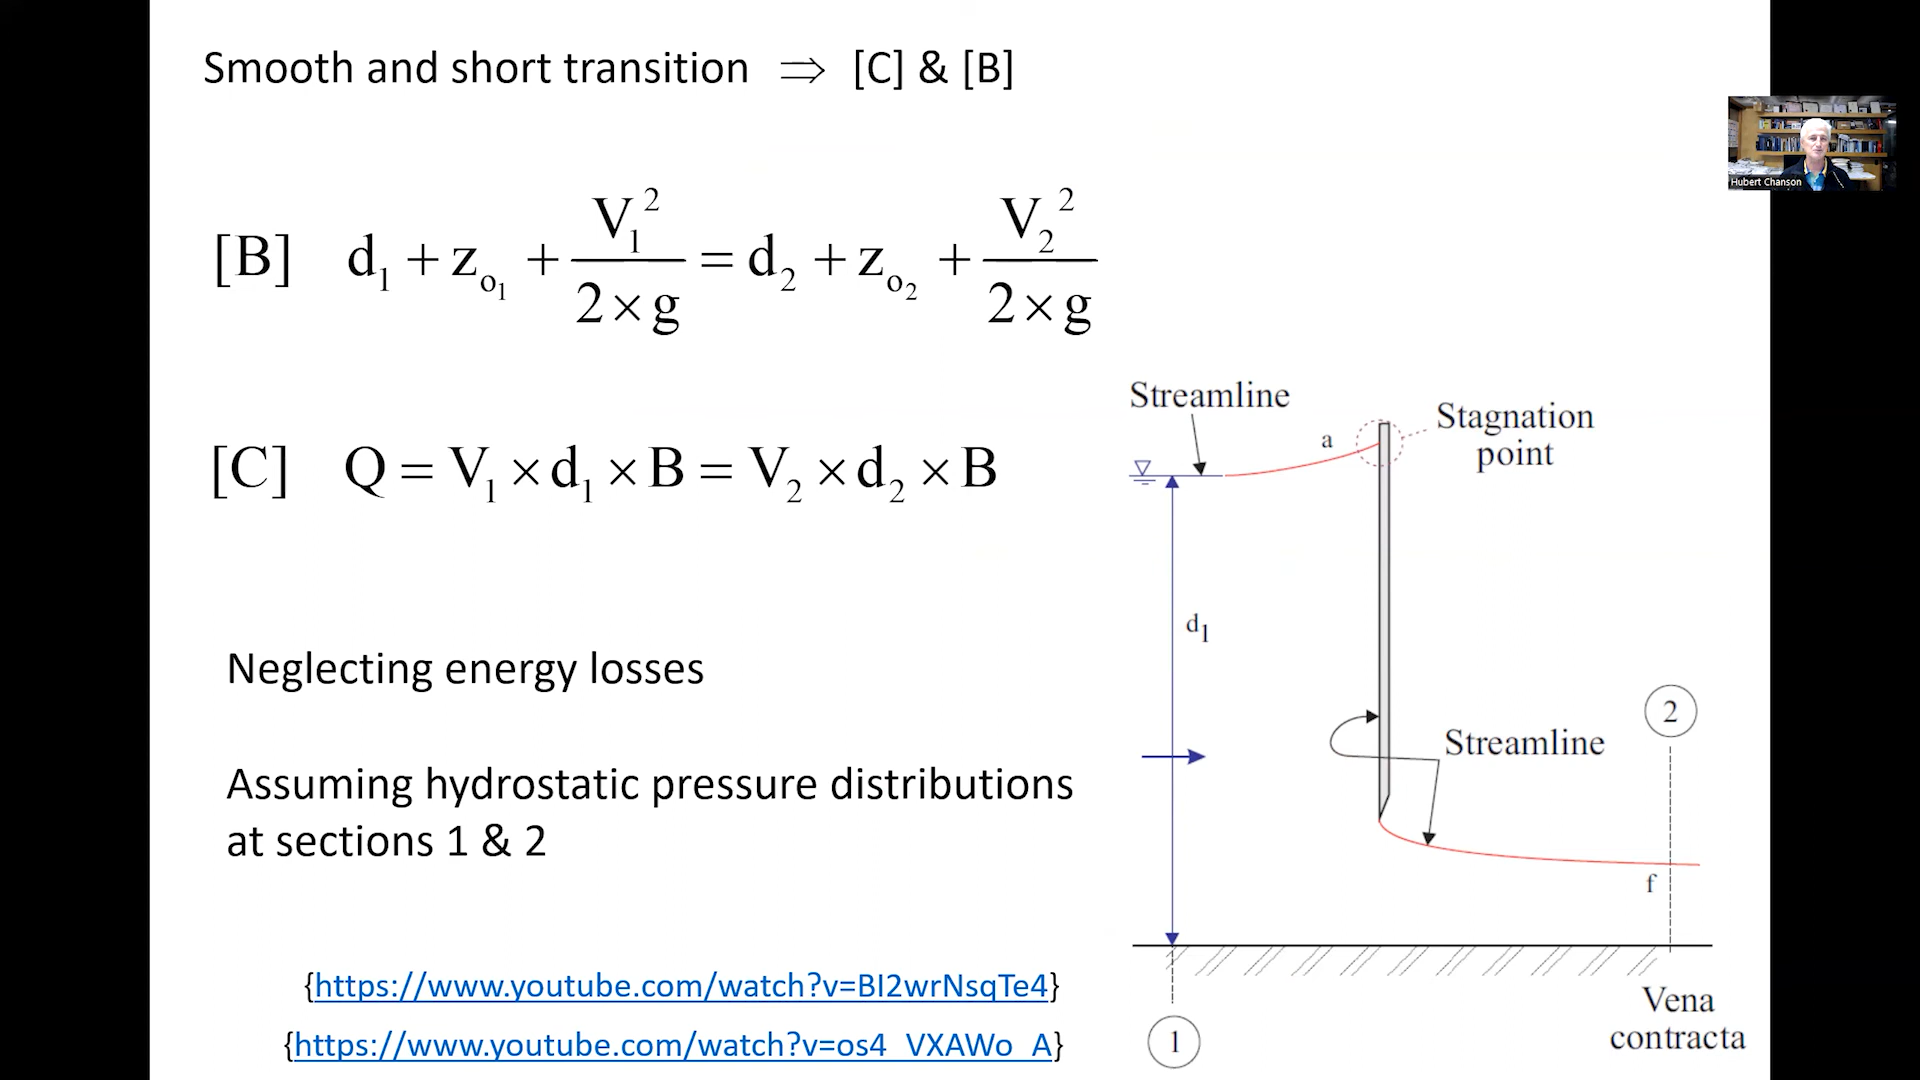 Smooth and short transition ⇒ [C] & [B]
Hubert Chanson
[B] d₁ + z_o₁ + V₁²/(2 × g) = d₂ + z_o₂ + V₂²/(2 × g)
[C] Q = V₁ × d₁ × B = V₂ × d₂ × B
Neglecting energy losses
Assuming hydrostatic pressure distributions
at sections 1 & 2
{https://www.youtube.com/watch?v=BI2wrNsqTe4}
{https://www.youtube.com/watch?v=os4_VXAWo_A}
Streamline
a
Stagnation
point
d₁
2
Streamline
f
Vena
contracta
1